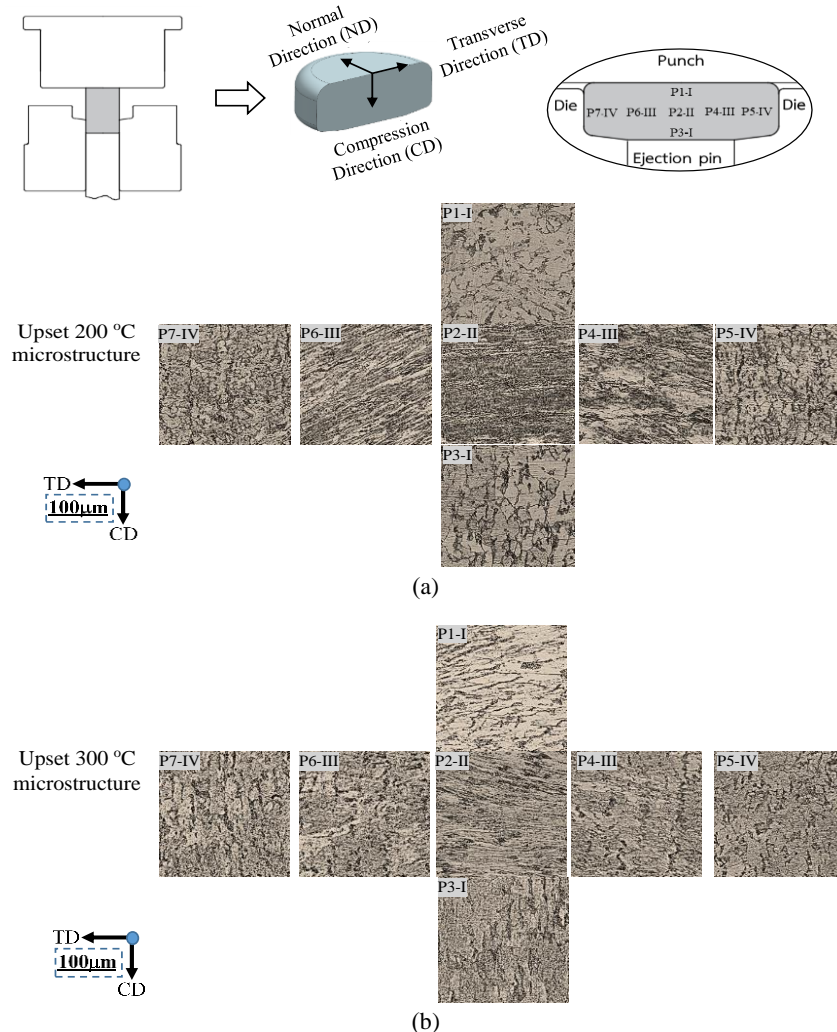 Normal
Direction (ND)
Transverse
Direction (TD)
Compression
Direction (CD)
Punch
Die
Die
P1-I
P7-IV P6-III P2-II P4-III P5-IV
P3-I
Ejection pin
P1-I
Upset 200 °C
microstructure
P7-IV
P6-III
P2-II
P4-III
P5-IV
P3-I
TD
100μm
CD
(a)
P1-I
Upset 300 °C
microstructure
P7-IV
P6-III
P2-II
P4-III
P5-IV
P3-I
TD
100μm
CD
(b)